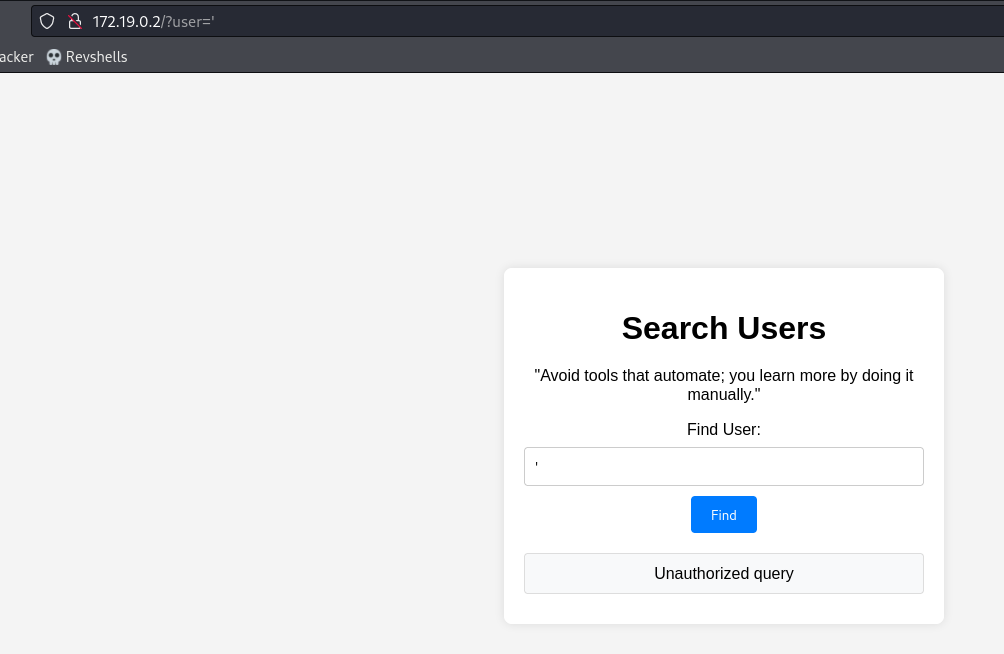 172.19.0.2/?user='
acker Revshells
Search Users
"Avoid tools that automate; you learn more by doing it
manually."
Find User:
'
Find
Unauthorized query